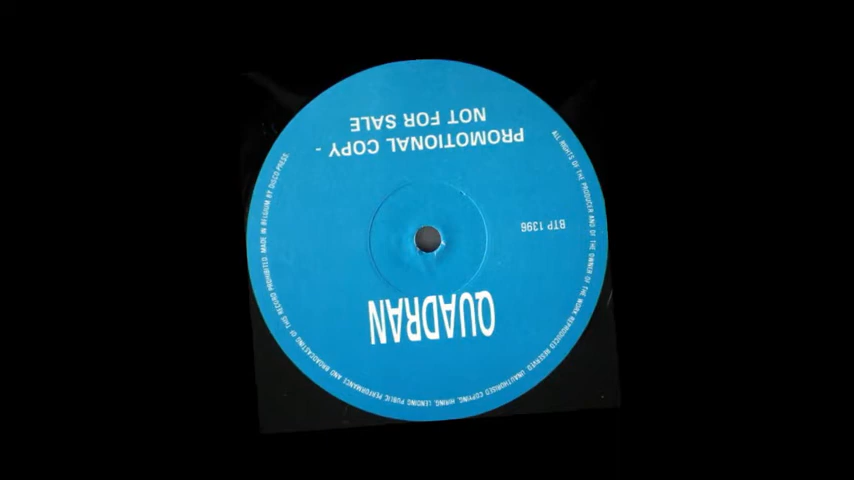 QUADRAN
BTP 1396
PROMOTIONAL COPY -
NOT FOR SALE
ALL RIGHTS OF THE PRODUCER AND OF THE OWNER OF THE WORK REPRODUCED RESERVED. UNAUTHORISED COPYING, HIRING, LENDING PUBLIC PERFORMANCE AND BROADCASTING OF THIS RECORD PROHIBITED. MADE IN BELGIUM BY DISCO PRESS.